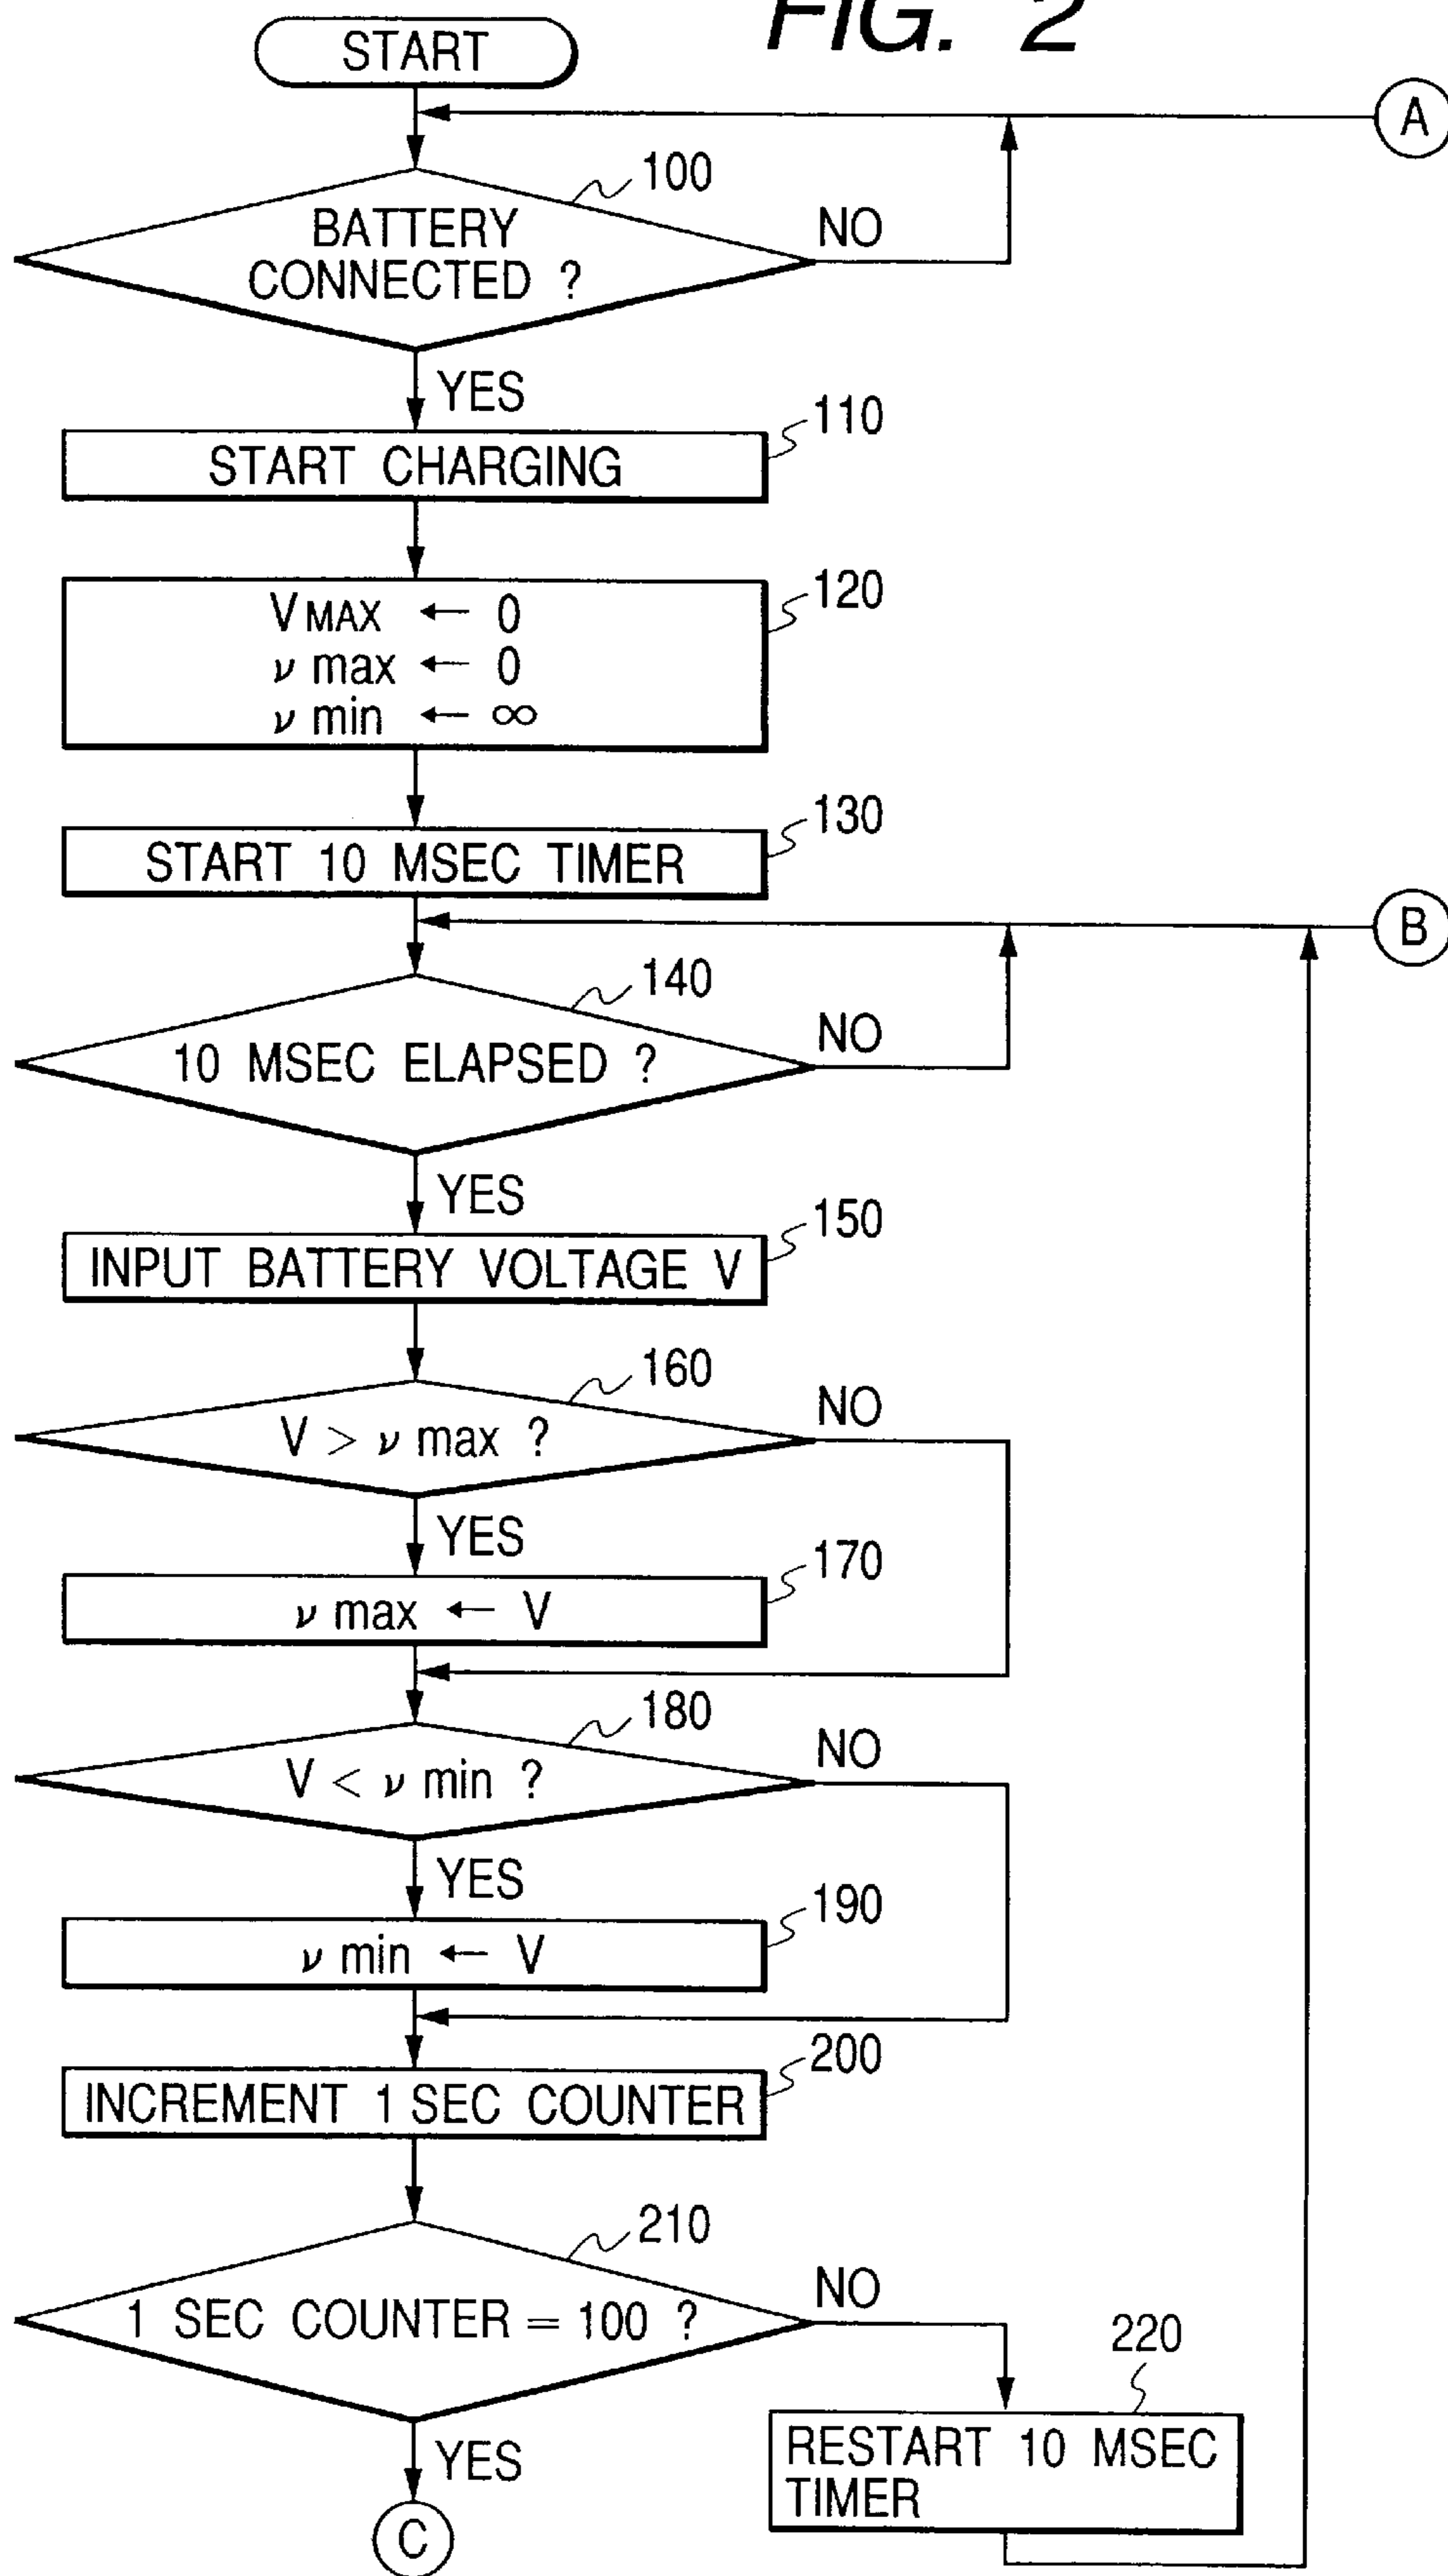 FIG. 2
START
A
100
BATTERY
CONNECTED ?
NO
YES
110
START CHARGING
120
VMAX ← 0
ν max ← 0
ν min ← ∞
130
START 10 MSEC TIMER
B
140
10 MSEC ELAPSED ?
NO
YES
150
INPUT BATTERY VOLTAGE V
160
V > ν max ?
NO
YES
170
ν max ← V
180
V < ν min ?
NO
YES
190
ν min ← V
200
INCREMENT 1 SEC COUNTER
210
1 SEC COUNTER = 100 ?
NO
220
RESTART 10 MSEC
TIMER
YES
C